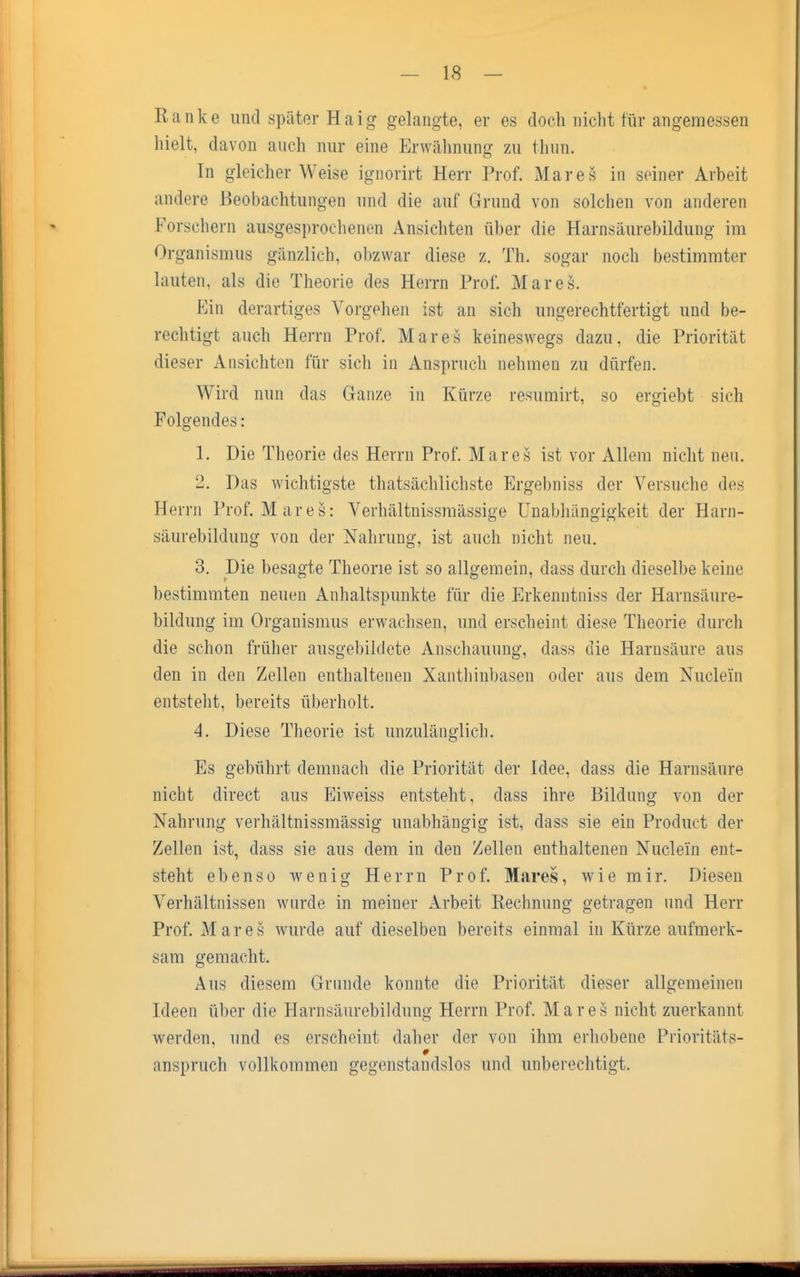 — 18 —
Ranke und später Haig gelangte, er es doch nicht für angemessen
hielt, davon auch nur eine Erwähnung zu thun.
In gleicher Weise ignorirt Herr Prof. Mareš in seiner Arbeit
andere Beobachtungen und die auf Grund von solchen von anderen
Forschern ausgesprochenen Ansichten über die Harnsäurebildung im
Organismus gänzlich, obzwar diese z. Th. sogar noch bestimmter
lauten, als die Theorie des Herrn Prof. Mareš.
Ein derartiges Vorgehen ist an sich ungerechtfertigt und be-
rechtigt auch Herrn Prof. Mareš keineswegs dazu, die Priorität
dieser Ansichten für sich in Anspruch nehmen zu dürfen.
Wird nun das Ganze in Kürze resumirt, so ergiebt sich
Folgendes:
1. Die Theorie des Herrn Prof. Mareš ist vor Allem nicht neu.
2. Das wichtigste thatsächlichste Ergebniss der Versuche des
Herrn Prof. Mareš: Verhältnissmässige Unabhängigkeit der Harn-
säurebildung von der Nahrung, ist auch nicht neu.
3. Die besagte Theorie ist so allgemein, dass durch dieselbe keine
bestimmten neuen Anhaltspunkte für die Erkenntniss der Harnsäure-
bildung im Organismus erwachsen, und erscheint diese Theorie durch
die schon früher ausgebildete Anschauung, dass die Harnsäure aus
den in den Zellen enthaltenen Xanthinbasen oder aus dem Nucleïn
entsteht, bereits überholt.
4. Diese Theorie ist unzulänglich.
Es gebührt demnach die Priorität der Idee, dass die Harnsäure
nicht direct aus Eiweiss entsteht, dass ihre Bildung von der
Nahrung verhältnissmässig unabhängig ist, dass sie ein Product der
Zellen ist, dass sie aus dem in den Zellen enthaltenen Nucleïn ent-
steht ebenso wenig Herrn Prof. Mareš, wie mir. Diesen
Verhältnissen wurde in meiner Arbeit Rechnung getragen und Herr
Prof. Mareš wurde auf dieselben bereits einmal in Kürze aufmerk-
sam gemacht.
Aus diesem Grunde konnte die Priorität dieser allgemeinen
Ideen über die Harnsäurebildung Herrn Prof. Mareš nicht zuerkannt
werden, und es erscheint daher der von ihm erhobene Prioritäts-
anspruch vollkommen gegenstandslos und unberechtigt.